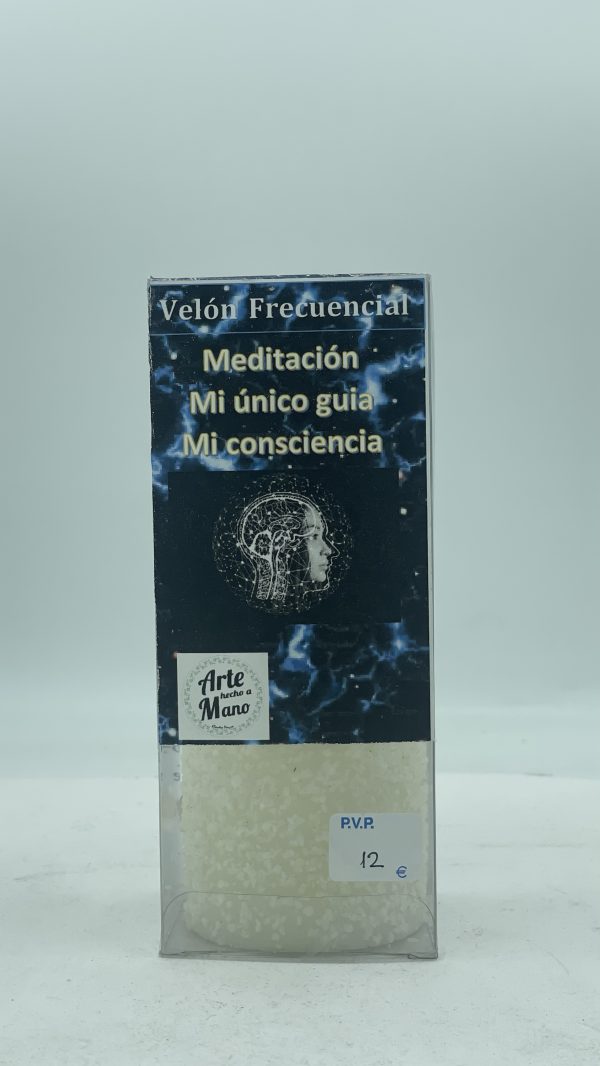 Velón Frecuencial
Meditación
Mi único guia
Mi consciencia
Arte
hecho a
Mano
P.V.P.
12
€